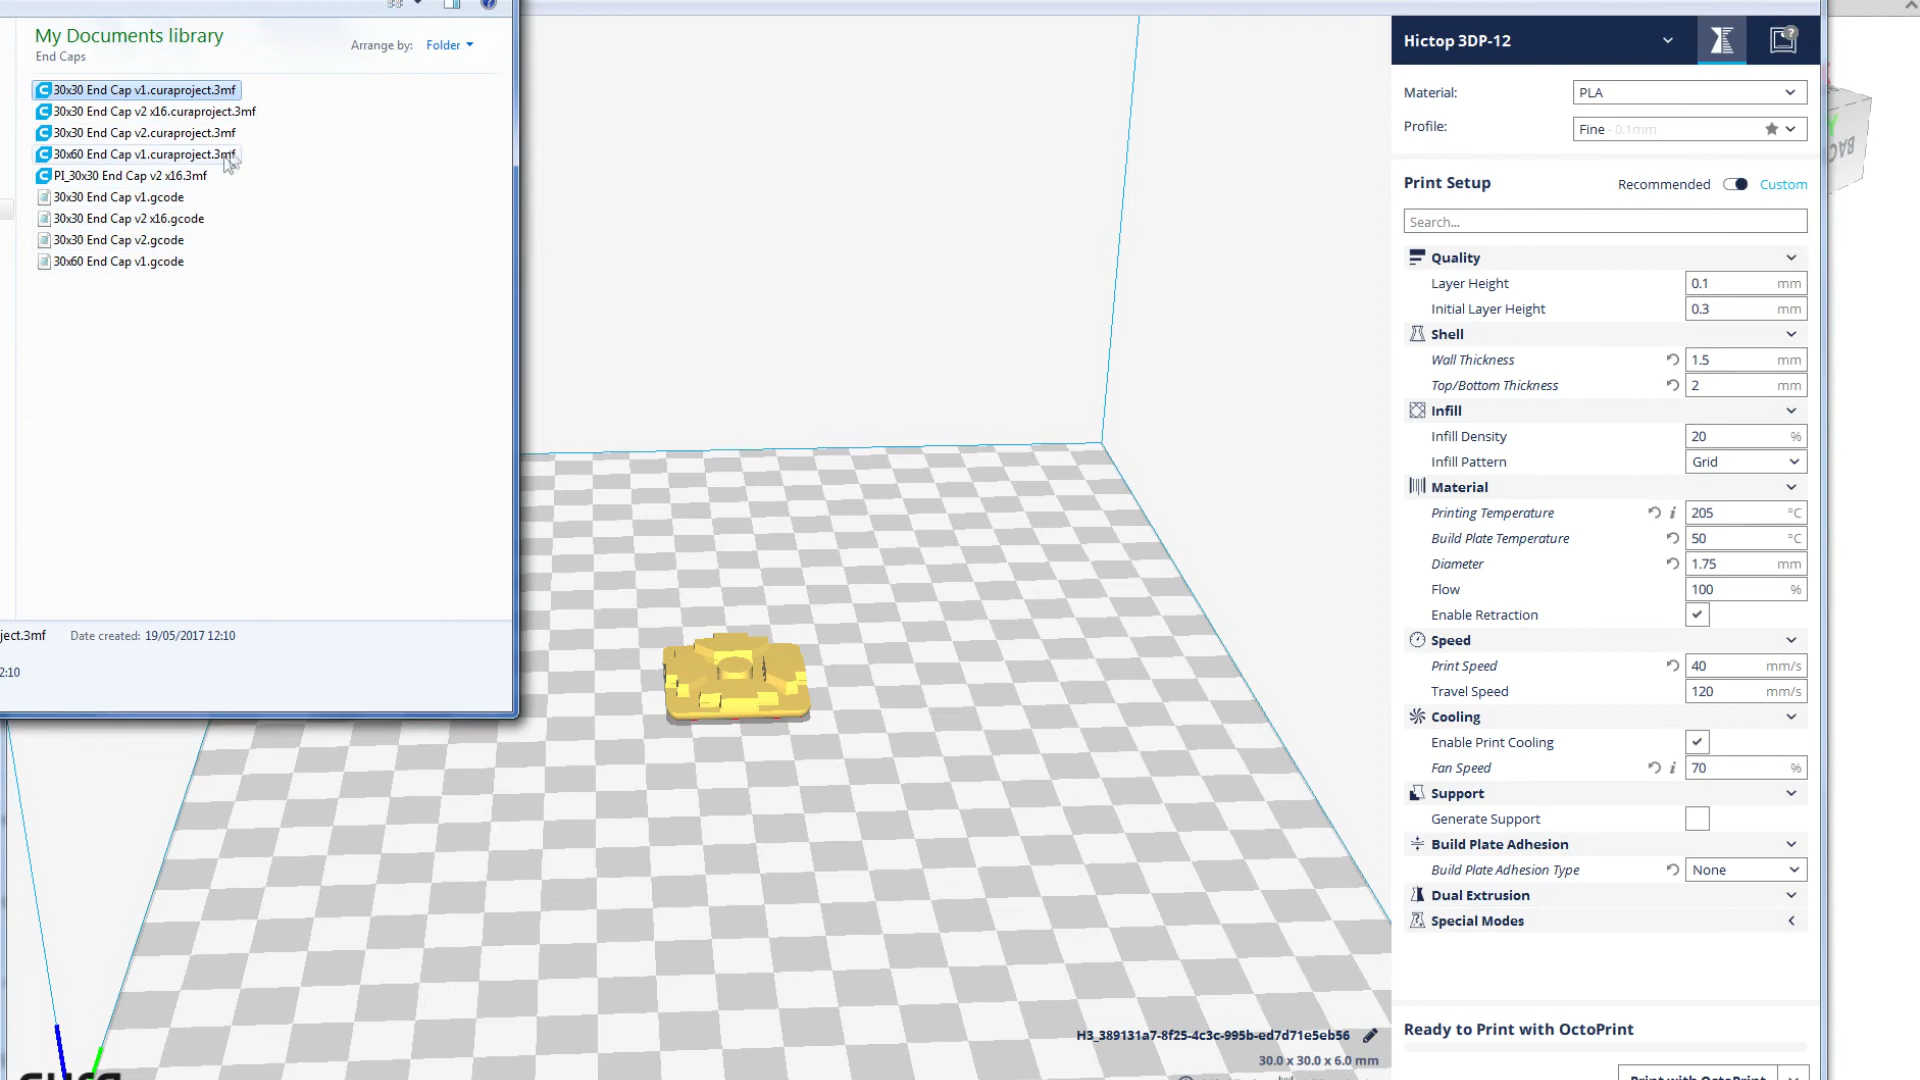 My Documents library
End Caps
Arrange by: Folder
30x30 End Cap v1.curaproject.3mf
30x30 End Cap v2 x16.curaproject.3mf
30x30 End Cap v2.curaproject.3mf
30x60 End Cap v1.curaproject.3mf
PI_30x30 End Cap v2 x16.3mf
30x30 End Cap v1.gcode
30x30 End Cap v2 x16.gcode
30x30 End Cap v2.gcode
30x60 End Cap v1.gcode
ject.3mf Date created: 19/05/2017 12:10
2:10
Hictop 3DP-12
Material: PLA
Profile: Fine - 0.1mm
BAC
Print Setup Recommended Custom
Search...
Quality
Layer Height 0.1 mm
Initial Layer Height 0.3 mm
Shell
Wall Thickness 1.5 mm
Top/Bottom Thickness 2 mm
Infill
Infill Density 20 %
Infill Pattern Grid
Material
Printing Temperature i 205 °C
Build Plate Temperature 50 °C
Diameter 1.75 mm
Flow 100 %
Enable Retraction
Speed
Print Speed 40 mm/s
Travel Speed 120 mm/s
Cooling
Enable Print Cooling
Fan Speed i 70 %
Support
Generate Support
Build Plate Adhesion
Build Plate Adhesion Type None
Dual Extrusion
Special Modes
H3_389131a7-8f25-4c3c-995b-ed7d71e5eb56
30.0 x 30.0 x 6.0 mm
Ready to Print with OctoPrint
Print with OctoPrint